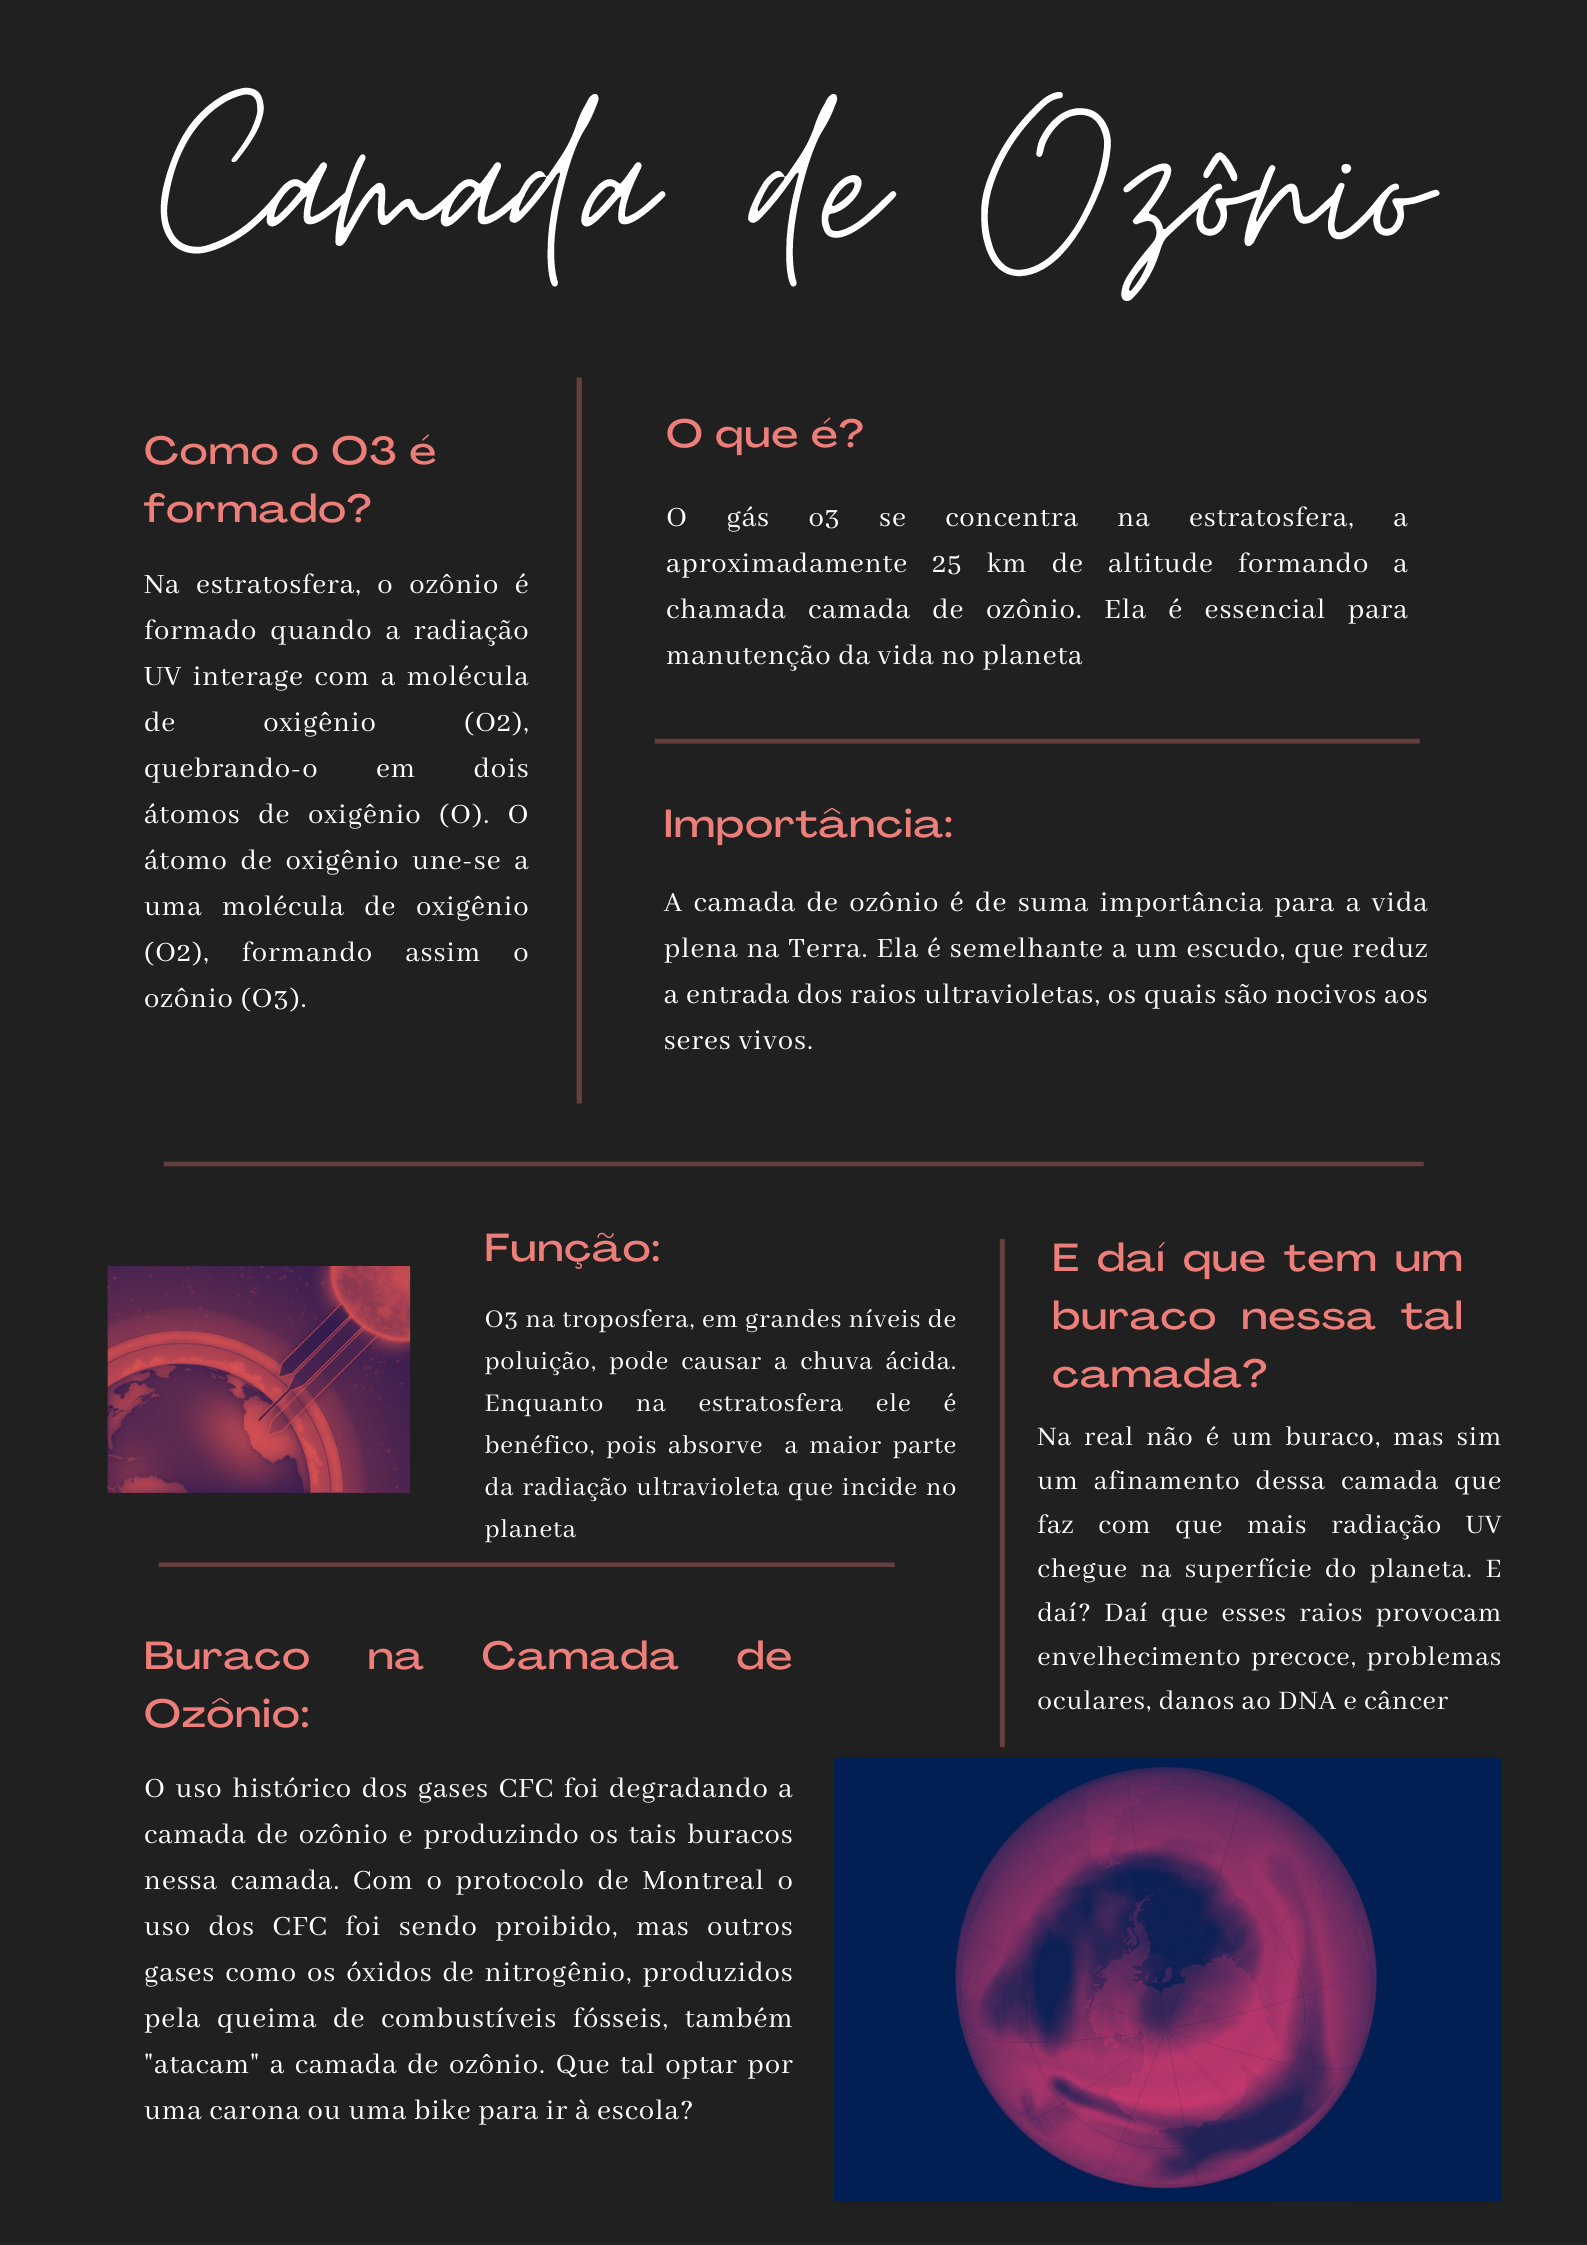 Camada de Ozônio
Como o O3 é
formado?
Na estratosfera, o ozônio é
formado quando a radiação
UV interage com a molécula
de oxigênio (O2),
quebrando-o em dois
átomos de oxigênio (O). O
átomo de oxigênio une-se a
uma molécula de oxigênio
(O2), formando assim o
ozônio (O3).
O que é?
O gás o3 se concentra na estratosfera, a
aproximadamente 25 km de altitude formando a
chamada camada de ozônio. Ela é essencial para
manutenção da vida no planeta
Importância:
A camada de ozônio é de suma importância para a vida
plena na Terra. Ela é semelhante a um escudo, que reduz
a entrada dos raios ultravioletas, os quais são nocivos aos
seres vivos.
Função:
O3 na troposfera, em grandes níveis de
poluição, pode causar a chuva ácida.
Enquanto na estratosfera ele é
benéfico, pois absorve a maior parte
da radiação ultravioleta que incide no
planeta
E daí que tem um
buraco nessa tal
camada?
Na real não é um buraco, mas sim
um afinamento dessa camada que
faz com que mais radiação UV
chegue na superfície do planeta. E
daí? Daí que esses raios provocam
envelhecimento precoce, problemas
oculares, danos ao DNA e câncer
Buraco na Camada de
Ozônio:
O uso histórico dos gases CFC foi degradando a
camada de ozônio e produzindo os tais buracos
nessa camada. Com o protocolo de Montreal o
uso dos CFC foi sendo proibido, mas outros
gases como os óxidos de nitrogênio, produzidos
pela queima de combustíveis fósseis, também
"atacam" a camada de ozônio. Que tal optar por
uma carona ou uma bike para ir à escola?